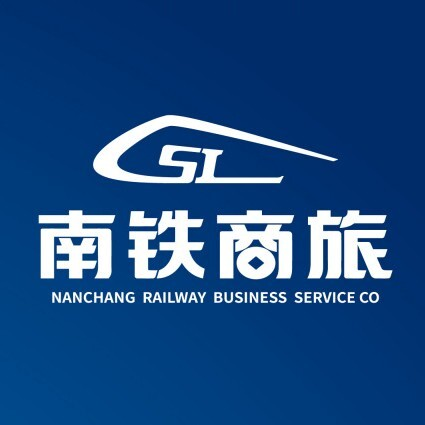 SL
南铁商旅
NANCHANG RAILWAY BUSINESS SERVICE CO